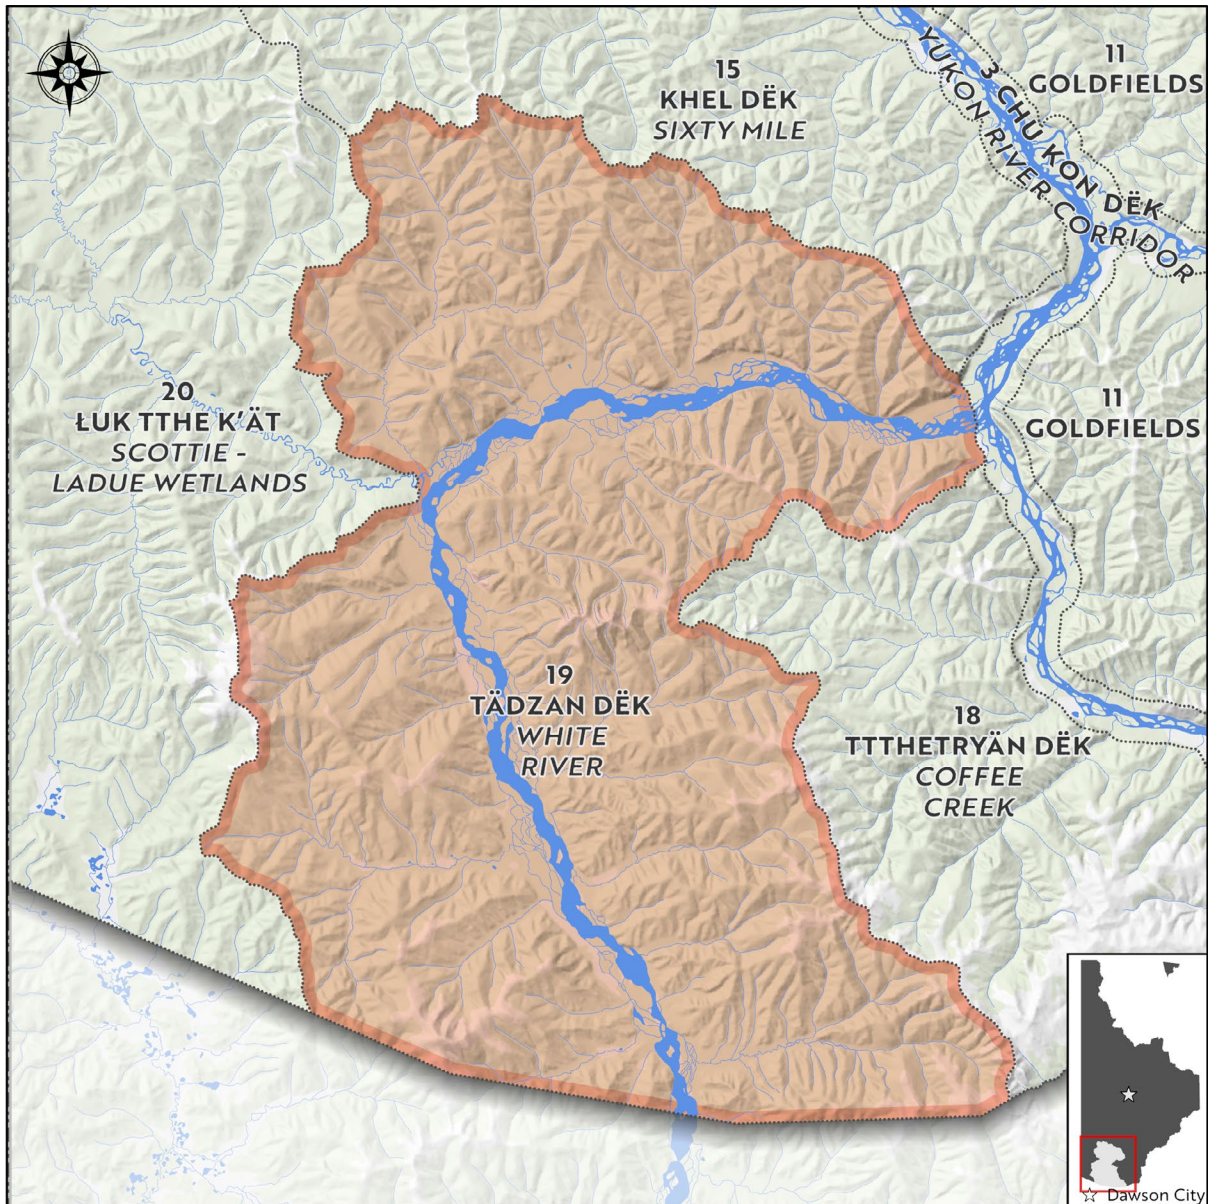 15
KHEL DËK
SIXTY MILE
11
GOLDFIELDS
3 CHU KON DËK
YUKON RIVER CORRIDOR
20
ŁUK TTHE K'ÄT
SCOTTIE -
LADUE WETLANDS
11
GOLDFIELDS
19
TÄDZAN DËK
WHITE
RIVER
18
TTTHETRYÄN DËK
COFFEE
CREEK
Dawson City